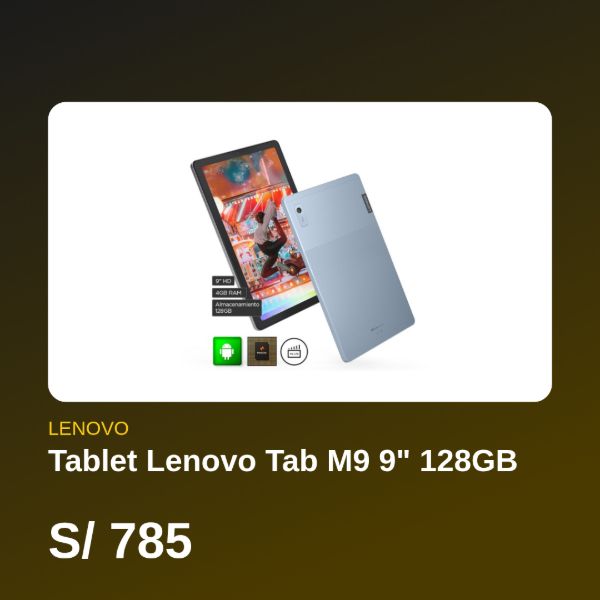 9" HD
4GB RAM
Almacenamiento
128GB
LENOVO
Tablet Lenovo Tab M9 9" 128GB
S/ 785